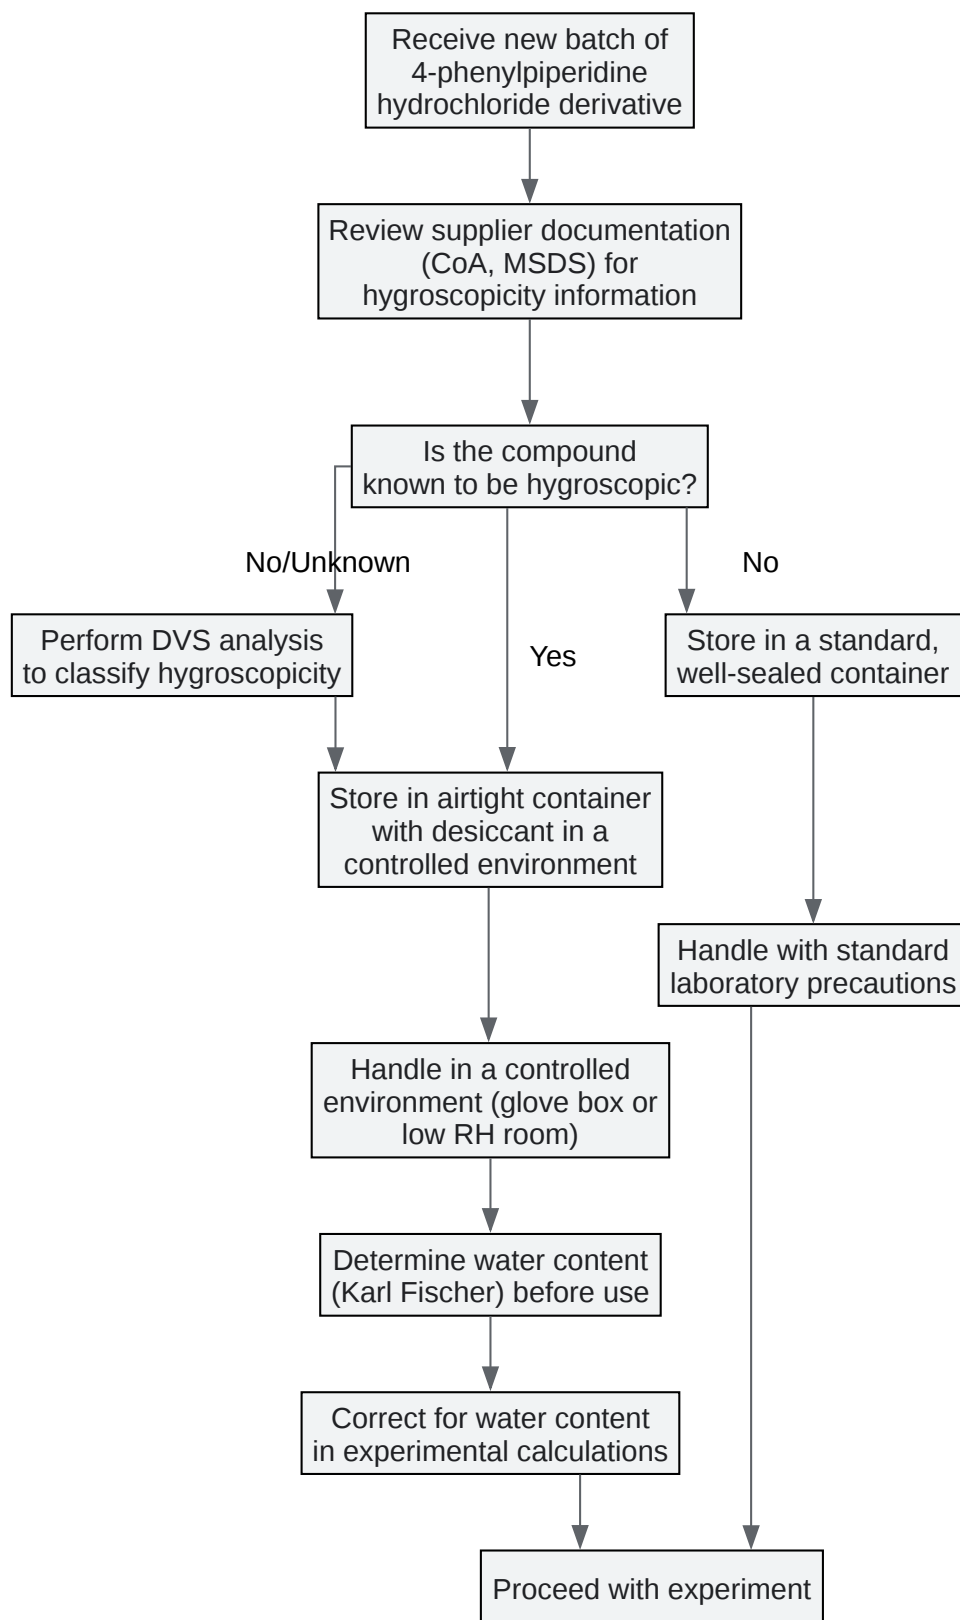 Receive new batch of
4-phenylpiperidine
hydrochloride derivative
Review supplier documentation
(CoA, MSDS) for
hygroscopicity information
Is the compound
known to be hygroscopic?
No/Unknown
No
Perform DVS analysis
to classify hygroscopicity
Yes
Store in a standard,
well-sealed container
Store in airtight container
with desiccant in a
controlled environment
Handle with standard
laboratory precautions
Handle in a controlled
environment (glove box or
low RH room)
Determine water content
(Karl Fischer) before use
Correct for water content
in experimental calculations
Proceed with experiment